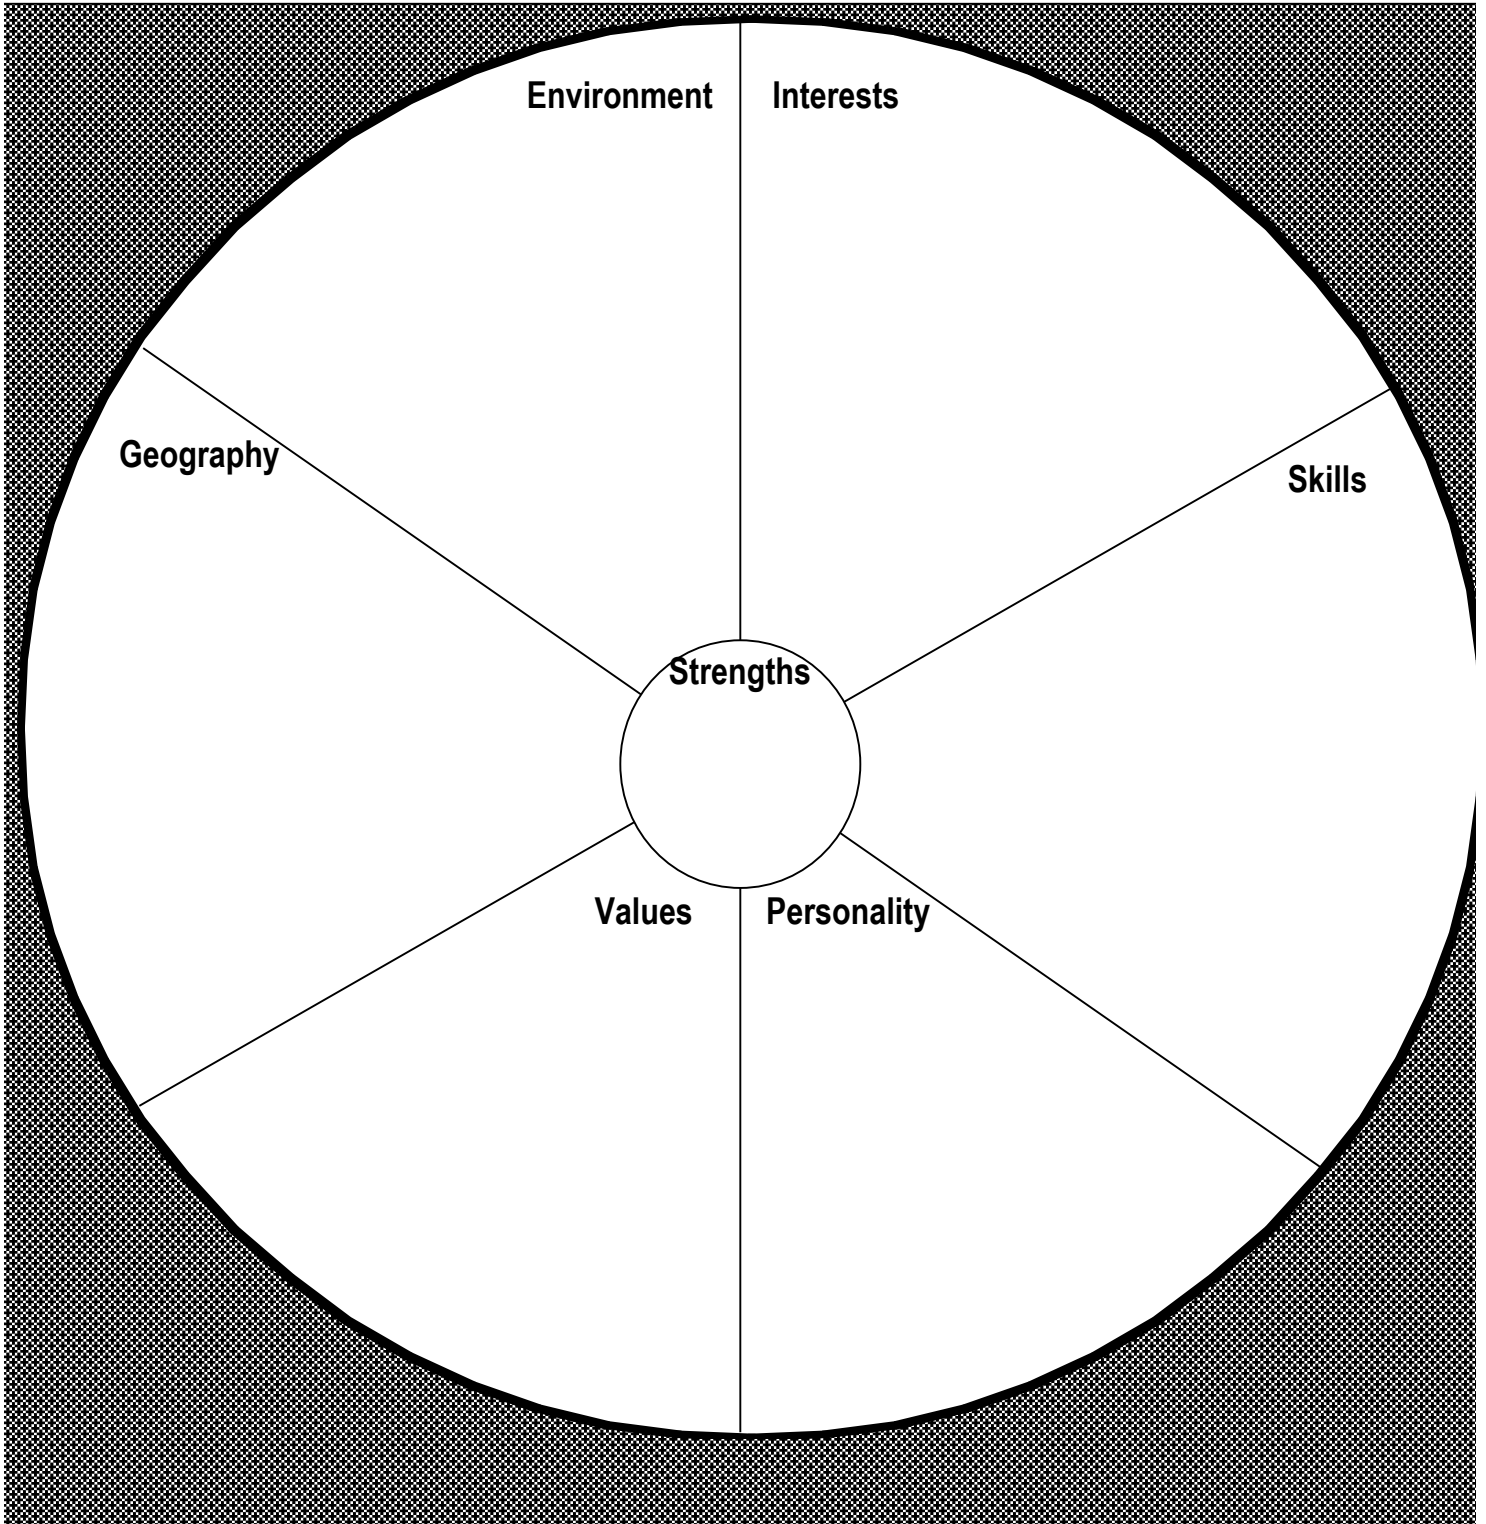 Environment
Interests
Geography
Skills
Strengths
Values
Personality